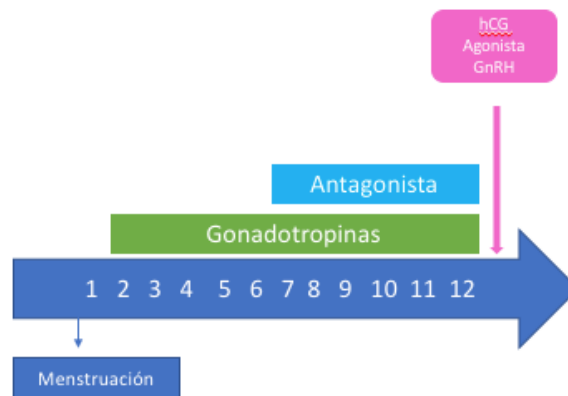 hCG
Agonista
GnRH
Antagonista
Gonadotropinas
1 2 3 4 5 6 7 8 9 10 11 12
Menstruación